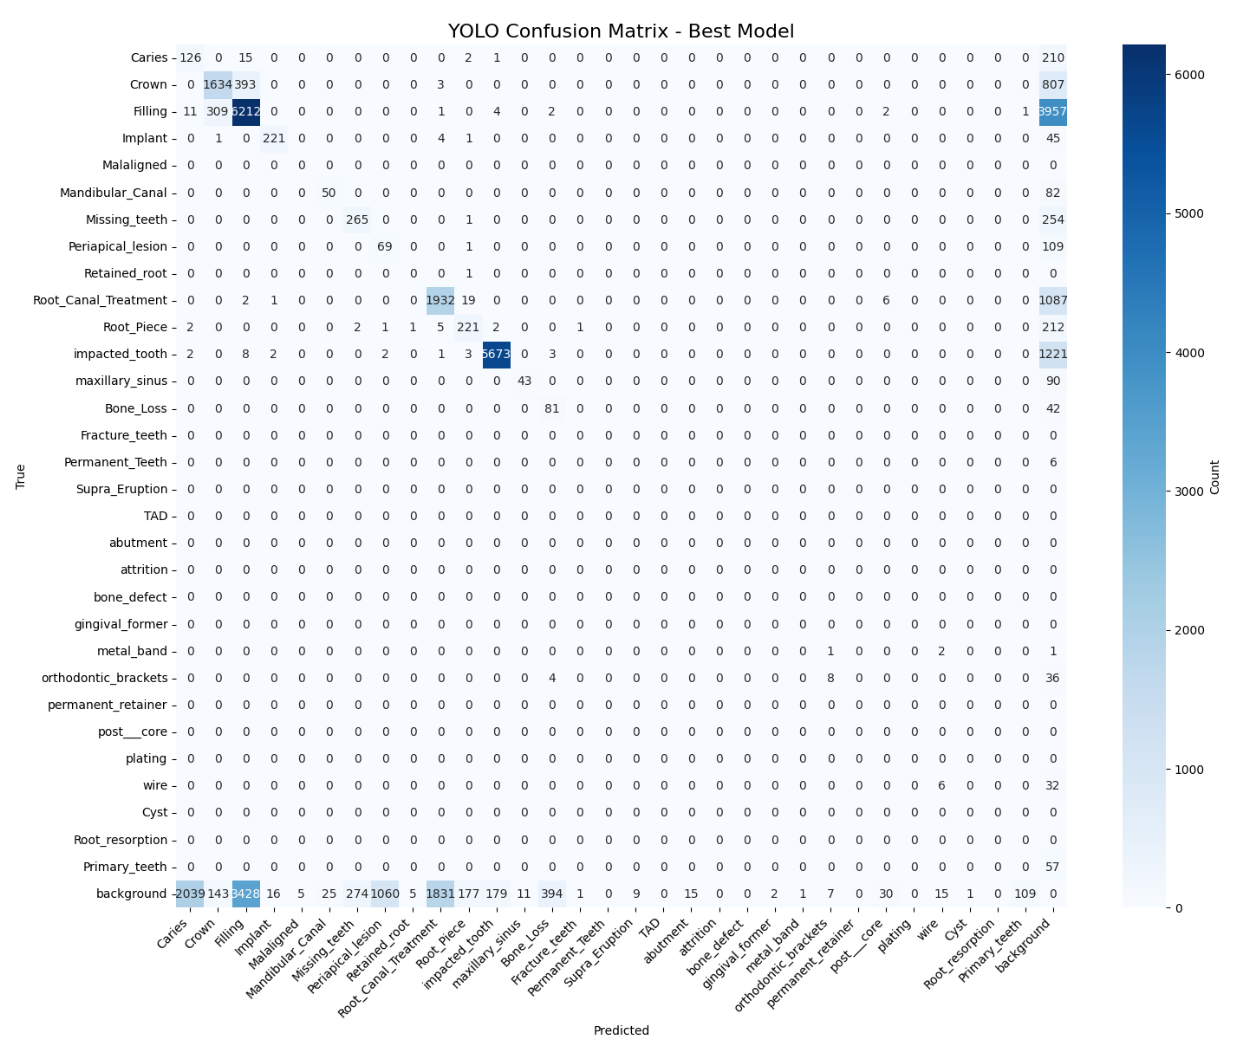 YOLO Confusion Matrix - Best Model
Caries 126 0 15 0 0 0 0 0 0 0 2 1 0 0 0 0 0 0 0 0 0 0 0 0 0 0 0 0 0 0 0 210
Crown 0 1634 393 0 0 0 0 0 0 3 0 0 0 0 0 0 0 0 0 0 0 0 0 0 0 0 0 0 0 0 0 807
Filling 11 309 6212 0 0 0 0 0 0 1 0 4 0 2 0 0 0 0 0 0 0 0 0 0 0 2 0 0 0 0 1 3957
Implant 0 1 0 221 0 0 0 0 0 4 1 0 0 0 0 0 0 0 0 0 0 0 0 0 0 0 0 0 0 0 0 45
Malaligned 0 0 0 0 0 0 0 0 0 0 0 0 0 0 0 0 0 0 0 0 0 0 0 0 0 0 0 0 0 0 0 0
Mandibular_Canal 0 0 0 0 0 50 0 0 0 0 0 0 0 0 0 0 0 0 0 0 0 0 0 0 0 0 0 0 0 0 0 82
Missing_teeth 0 0 0 0 0 0 265 0 0 0 1 0 0 0 0 0 0 0 0 0 0 0 0 0 0 0 0 0 0 0 0 254
Periapical_lesion 0 0 0 0 0 0 0 69 0 0 1 0 0 0 0 0 0 0 0 0 0 0 0 0 0 0 0 0 0 0 0 109
Retained_root 0 0 0 0 0 0 0 0 0 0 1 0 0 0 0 0 0 0 0 0 0 0 0 0 0 0 0 0 0 0 0 0
Root_Canal_Treatment 0 0 2 1 0 0 0 0 0 1932 19 0 0 0 0 0 0 0 0 0 0 0 0 0 0 6 0 0 0 0 0 1087
Root_Piece 2 0 0 0 0 0 2 1 1 5 221 2 0 0 1 0 0 0 0 0 0 0 0 0 0 0 0 0 0 0 0 212
impacted_tooth 2 0 8 2 0 0 0 2 0 1 3 5673 0 3 0 0 0 0 0 0 0 0 0 0 0 0 0 0 0 0 0 1221
maxillary_sinus 0 0 0 0 0 0 0 0 0 0 0 0 43 0 0 0 0 0 0 0 0 0 0 0 0 0 0 0 0 0 0 90
Bone_Loss 0 0 0 0 0 0 0 0 0 0 0 0 0 81 0 0 0 0 0 0 0 0 0 0 0 0 0 0 0 0 0 42
Fracture_teeth 0 0 0 0 0 0 0 0 0 0 0 0 0 0 0 0 0 0 0 0 0 0 0 0 0 0 0 0 0 0 0 0
Permanent_Teeth 0 0 0 0 0 0 0 0 0 0 0 0 0 0 0 0 0 0 0 0 0 0 0 0 0 0 0 0 0 0 0 6
Supra_Eruption 0 0 0 0 0 0 0 0 0 0 0 0 0 0 0 0 0 0 0 0 0 0 0 0 0 0 0 0 0 0 0 0
TAD 0 0 0 0 0 0 0 0 0 0 0 0 0 0 0 0 0 0 0 0 0 0 0 0 0 0 0 0 0 0 0 0
abutment 0 0 0 0 0 0 0 0 0 0 0 0 0 0 0 0 0 0 0 0 0 0 0 0 0 0 0 0 0 0 0 0
attrition 0 0 0 0 0 0 0 0 0 0 0 0 0 0 0 0 0 0 0 0 0 0 0 0 0 0 0 0 0 0 0 0
bone_defect 0 0 0 0 0 0 0 0 0 0 0 0 0 0 0 0 0 0 0 0 0 0 0 0 0 0 0 0 0 0 0 0
gingival_former 0 0 0 0 0 0 0 0 0 0 0 0 0 0 0 0 0 0 0 0 0 0 0 0 0 0 0 0 0 0 0 0
metal_band 0 0 0 0 0 0 0 0 0 0 0 0 0 0 0 0 0 0 0 0 0 0 0 1 0 0 0 2 0 0 0 1
orthodontic_brackets 0 0 0 0 0 0 0 0 0 0 0 0 0 4 0 0 0 0 0 0 0 0 0 8 0 0 0 0 0 0 0 36
permanent_retainer 0 0 0 0 0 0 0 0 0 0 0 0 0 0 0 0 0 0 0 0 0 0 0 0 0 0 0 0 0 0 0 0
post___core 0 0 0 0 0 0 0 0 0 0 0 0 0 0 0 0 0 0 0 0 0 0 0 0 0 0 0 0 0 0 0 0
plating 0 0 0 0 0 0 0 0 0 0 0 0 0 0 0 0 0 0 0 0 0 0 0 0 0 0 0 0 0 0 0 0
wire 0 0 0 0 0 0 0 0 0 0 0 0 0 0 0 0 0 0 0 0 0 0 0 0 0 0 0 6 0 0 0 32
Cyst 0 0 0 0 0 0 0 0 0 0 0 0 0 0 0 0 0 0 0 0 0 0 0 0 0 0 0 0 0 0 0 0
Root_resorption 0 0 0 0 0 0 0 0 0 0 0 0 0 0 0 0 0 0 0 0 0 0 0 0 0 0 0 0 0 0 0 0
Primary_teeth 0 0 0 0 0 0 0 0 0 0 0 0 0 0 0 0 0 0 0 0 0 0 0 0 0 0 0 0 0 0 0 57
background 2039 143 3428 16 5 25 274 1060 5 1831 177 179 11 394 1 0 9 0 15 0 0 2 1 7 0 30 0 15 1 0 109 0
Caries
Crown
Filling
Implant
Malaligned
Mandibular_Canal
Missing_teeth
Periapical_lesion
Retained_root
Root_Canal_Treatment
Root_Piece
impacted_tooth
maxillary_sinus
Bone_Loss
Fracture_teeth
Permanent_Teeth
Supra_Eruption
TAD
abutment
attrition
bone_defect
gingival_former
metal_band
orthodontic_brackets
permanent_retainer
post___core
plating
wire
Cyst
Root_resorption
Primary_teeth
background
Predicted
True
6000
5000
4000
3000
2000
1000
0
Count